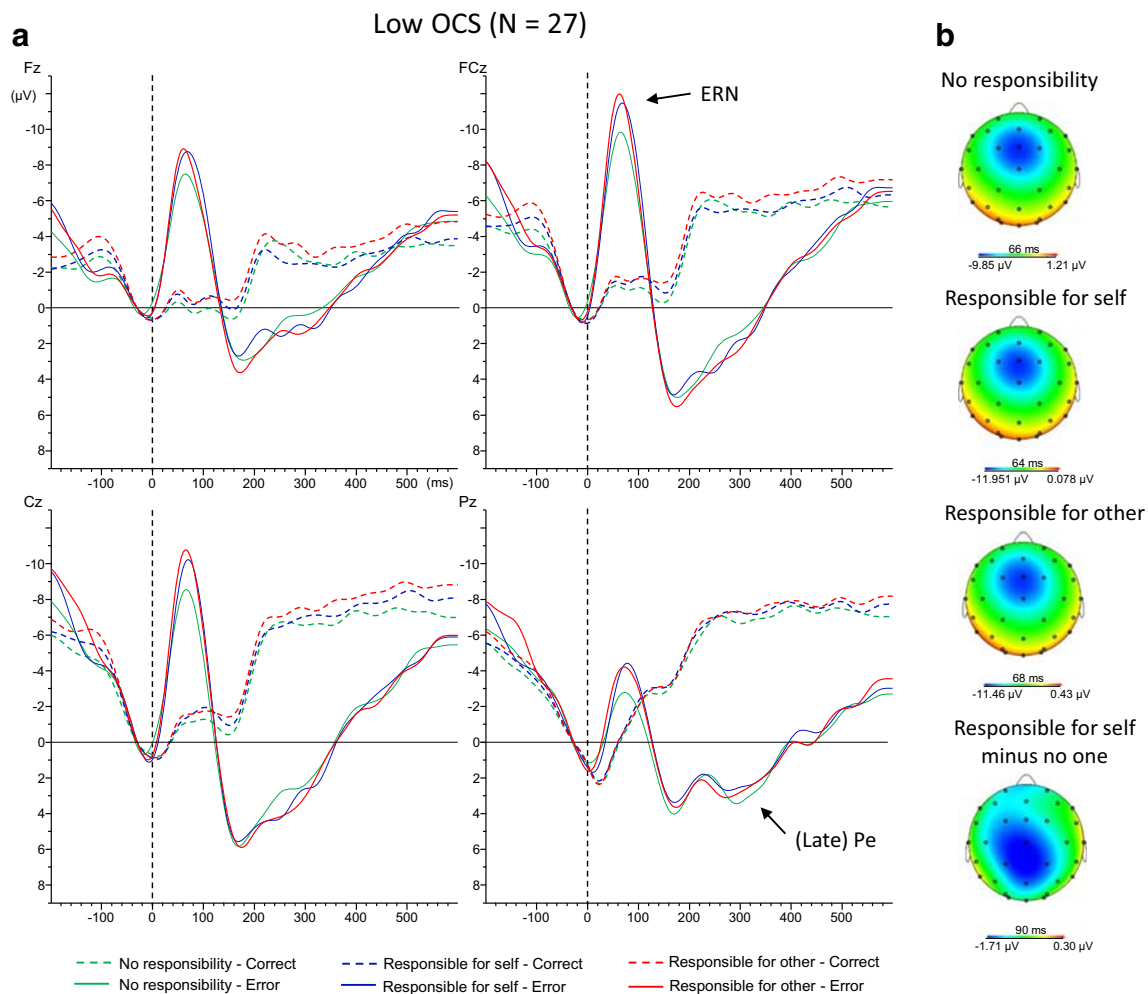 Low OCS (N = 27)
a
b
Fz
(µV)
-10
-8
-6
-4
-2
0
2
4
6
8
-100 0 100 200 300 400 500 (ms)
FCz
ERN
-10
-8
-6
-4
-2
0
2
4
6
8
-100 0 100 200 300 400 500
Cz
-10
-8
-6
-4
-2
0
2
4
6
8
-100 0 100 200 300 400 500
Pz
(Late) Pe
-10
-8
-6
-4
-2
0
2
4
6
8
-100 0 100 200 300 400 500
No responsibility - Correct
No responsibility - Error
Responsible for self - Correct
Responsible for self - Error
Responsible for other - Correct
Responsible for other - Error
No responsibility
66 ms
-9.85 µV 1.21 µV
Responsible for self
64 ms
-11.951 µV 0.078 µV
Responsible for other
68 ms
-11.46 µV 0.43 µV
Responsible for self
minus no one
90 ms
-1.71 µV 0.30 µV